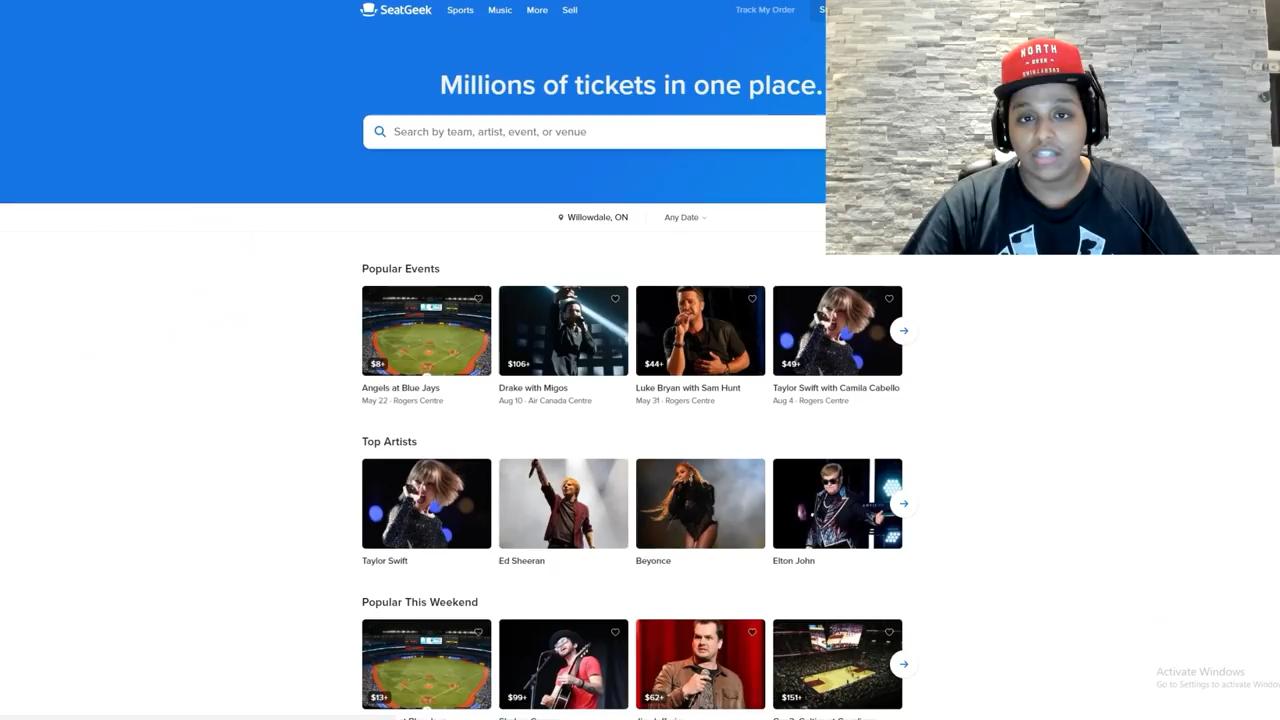 SeatGeek Sports Music More Sell Track My Order
NORTH
Millions of tickets in one place.
Search by team, artist, event, or venue
Willowdale, ON Any Date
Popular Events
$8+ $106+ $44+ $49+
Angels at Blue Jays Drake with Migos Luke Bryan with Sam Hunt Taylor Swift with Camila Cabello
May 22 · Rogers Centre Aug 10 · Air Canada Centre May 31 · Rogers Centre Aug 4 · Rogers Centre
Top Artists
Taylor Swift Ed Sheeran Beyonce Elton John
Popular This Weekend
$13+ $99+ $62+ $151+
Activate Windows
Go to Settings to activate Windows